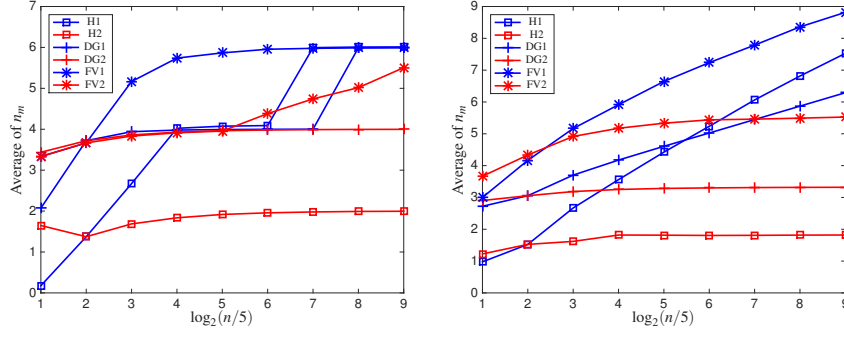 H1
H2
DG1
DG2
FV1
FV2
Average of n_m
7
6
5
4
3
2
1
0
1 2 3 4 5 6 7 8 9
log₂(n/5)
H1
H2
DG1
DG2
FV1
FV2
Average of n_m
9
8
7
6
5
4
3
2
1
0
1 2 3 4 5 6 7 8 9
log₂(n/5)